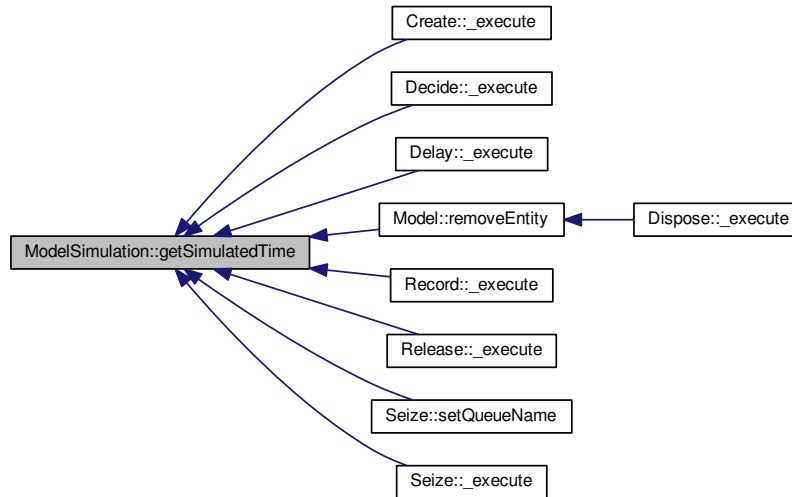 Create::_execute
Decide::_execute
Delay::_execute
Model::removeEntity
Dispose::_execute
ModelSimulation::getSimulatedTime
Record::_execute
Release::_execute
Seize::setQueueName
Seize::_execute